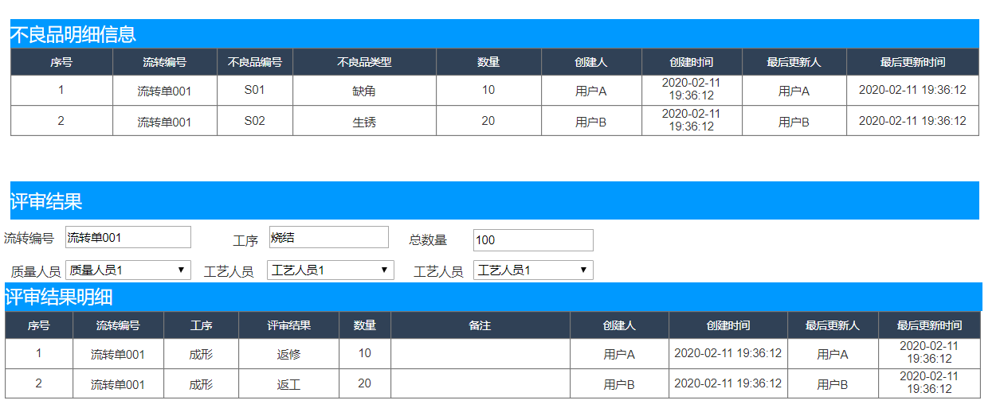 不良品明细信息
序号 流转编号 不良品编号 不良品类型 数量 创建人 创建时间 最后更新人 最后更新时间
1 流转单001 S01 缺角 10 用户A 2020-02-11 19:36:12 用户A 2020-02-11 19:36:12
2 流转单001 S02 生锈 20 用户B 2020-02-11 19:36:12 用户B 2020-02-11 19:36:12
评审结果
流转编号 流转单001 工序 烧结 总数量 100
质量人员 质量人员1 工艺人员 工艺人员1 工艺人员 工艺人员1
评审结果明细
序号 流转编号 工序 评审结果 数量 备注 创建人 创建时间 最后更新人 最后更新时间
1 流转单001 成形 返修 10 用户A 2020-02-11 19:36:12 用户A 2020-02-11 19:36:12
2 流转单001 成形 返工 20 用户B 2020-02-11 19:36:12 用户B 2020-02-11 19:36:12